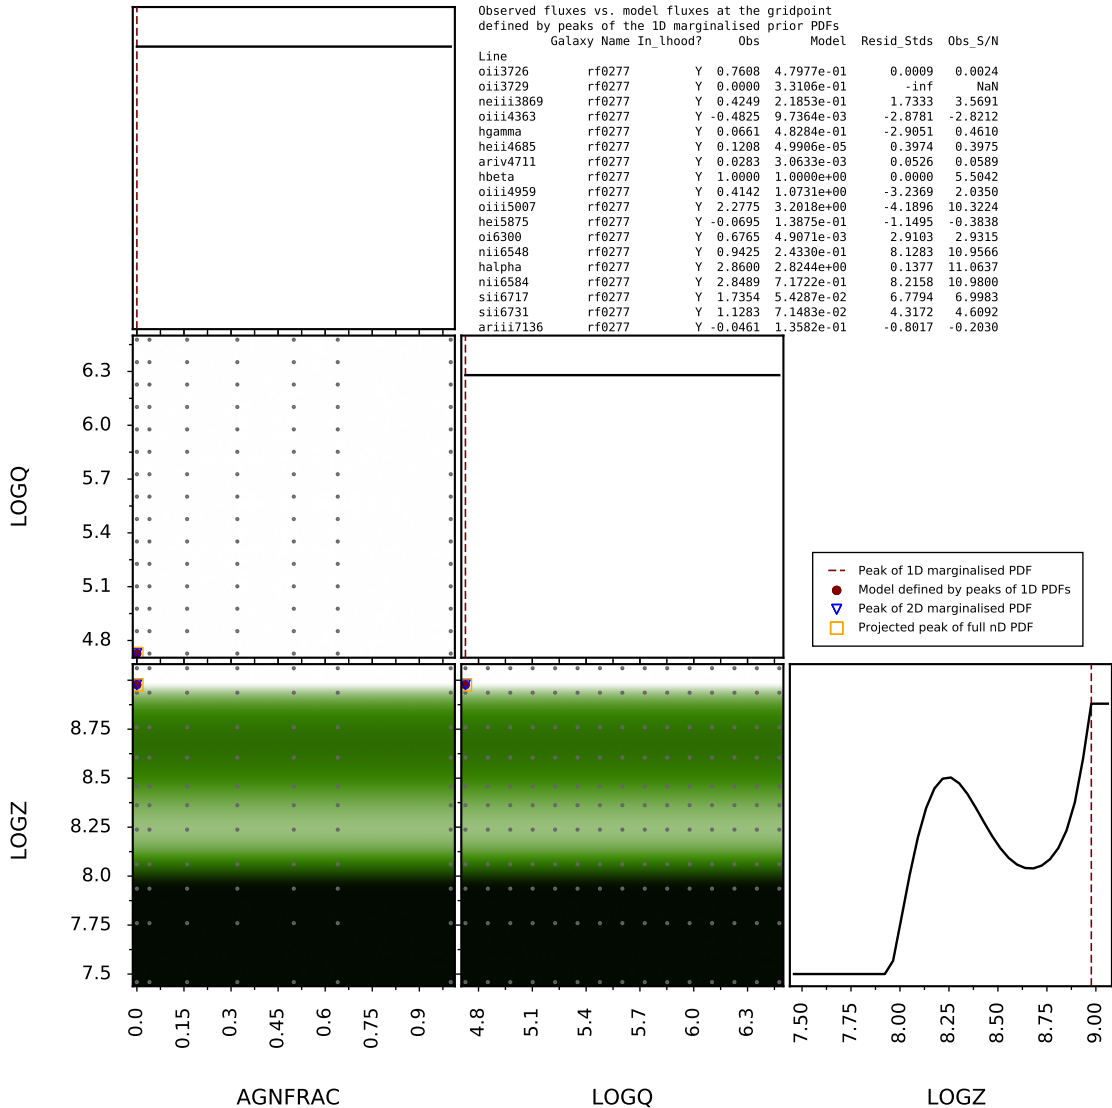 Observed fluxes vs. model fluxes at the gridpoint
defined by peaks of the 1D marginalised prior PDFs
Galaxy Name In_lhood? Obs Model Resid_Stds Obs_S/N
Line
oii3726 rf0277 Y 0.7608 4.7977e-01 0.0009 0.0024
oii3729 rf0277 Y 0.0000 3.3106e-01 -inf NaN
neiii3869 rf0277 Y 0.4249 2.1853e-01 1.7333 3.5691
oiii4363 rf0277 Y -0.4825 9.7364e-03 -2.8781 -2.8212
hgamma rf0277 Y 0.0661 4.8284e-01 -2.9051 0.4610
heii4685 rf0277 Y 0.1208 4.9906e-05 0.3974 0.3975
ariv4711 rf0277 Y 0.0283 3.0633e-03 0.0526 0.0589
hbeta rf0277 Y 1.0000 1.0000e+00 0.0000 5.5042
oiii4959 rf0277 Y 0.4142 1.0731e+00 -3.2369 2.0350
oiii5007 rf0277 Y 2.2775 3.2018e+00 -4.1896 10.3224
hei5875 rf0277 Y -0.0695 1.3875e-01 -1.1495 -0.3838
oi6300 rf0277 Y 0.6765 4.9071e-03 2.9103 2.9315
nii6548 rf0277 Y 0.9425 2.4330e-01 8.1283 10.9566
halpha rf0277 Y 2.8600 2.8244e+00 0.1377 11.0637
nii6584 rf0277 Y 2.8489 7.1722e-01 8.2158 10.9800
sii6717 rf0277 Y 1.7354 5.4287e-02 6.7794 6.9983
sii6731 rf0277 Y 1.1283 7.1483e-02 4.3172 4.6092
ariii7136 rf0277 Y -0.0461 1.3582e-01 -0.8017 -0.2030
LOGQ
6.3
6.0
5.7
5.4
5.1
4.8
Peak of 1D marginalised PDF
Model defined by peaks of 1D PDFs
Peak of 2D marginalised PDF
Projected peak of full nD PDF
LOGZ
8.75
8.5
8.25
8.0
7.75
7.5
0.0 0.15 0.3 0.45 0.6 0.75 0.9
4.8 5.1 5.4 5.7 6.0 6.3
7.50 7.75 8.00 8.25 8.50 8.75 9.00
AGNFRAC LOGQ LOGZ